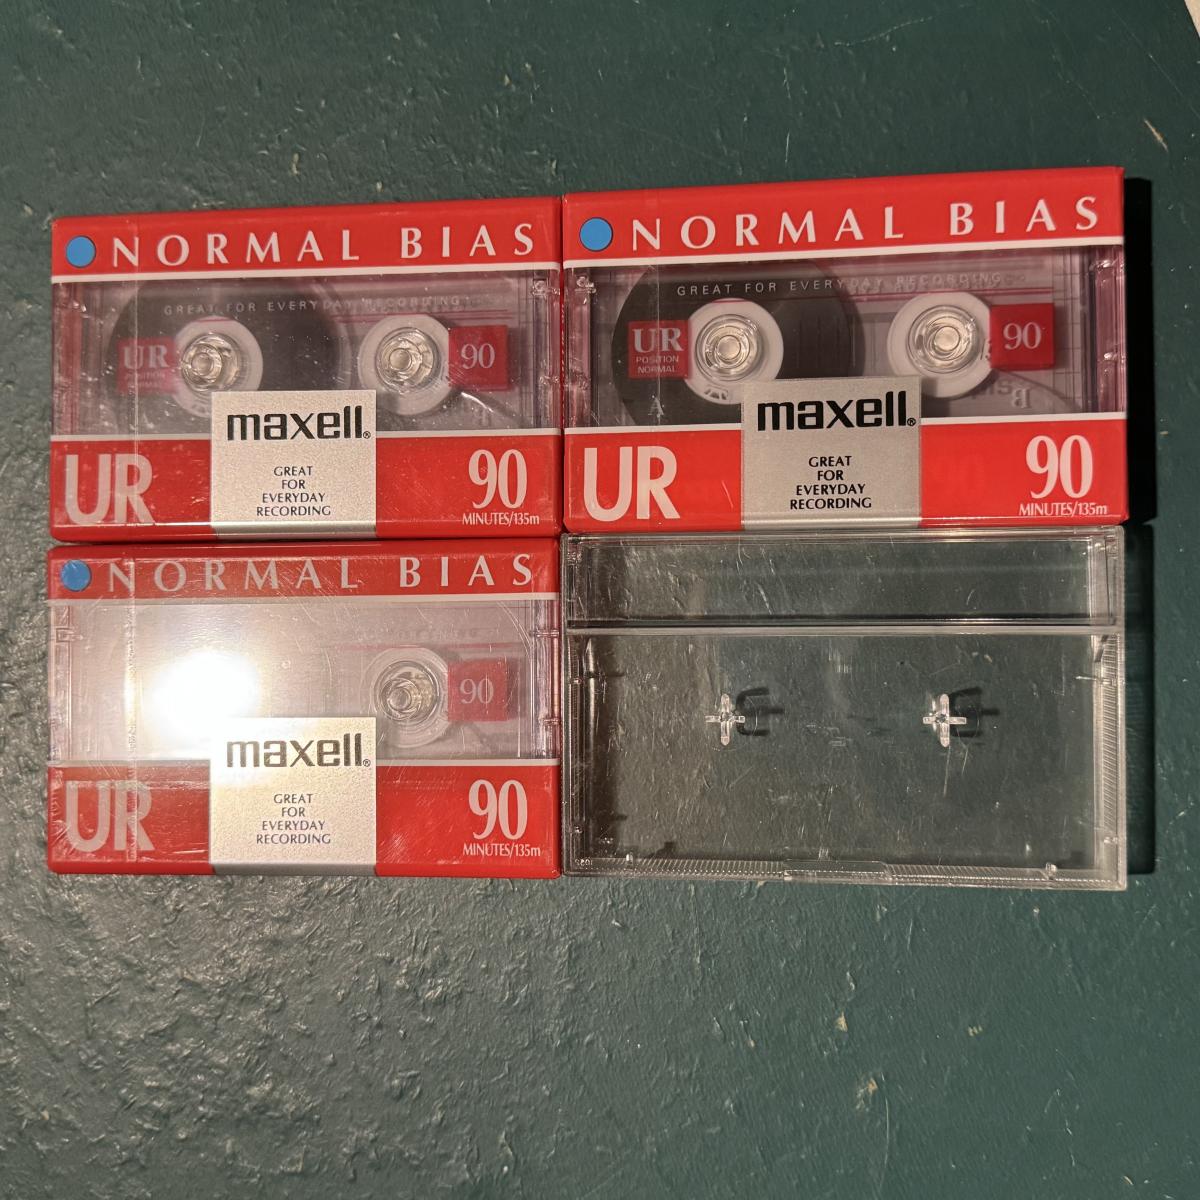 NORMAL BIAS
GREAT FOR EVERYDAY RECORDING
UR
POSITION
NORMAL
90
maxell®
GREAT
FOR
EVERYDAY
RECORDING
UR
90
MINUTES/135m
NORMAL BIAS
GREAT FOR EVERYDAY RECORDING
UR
POSITION
NORMAL
90
A
B
maxell®
GREAT
FOR
EVERYDAY
RECORDING
UR
90
MINUTES/135m
NORMAL BIAS
90
maxell®
GREAT
FOR
EVERYDAY
RECORDING
UR
90
MINUTES/135m